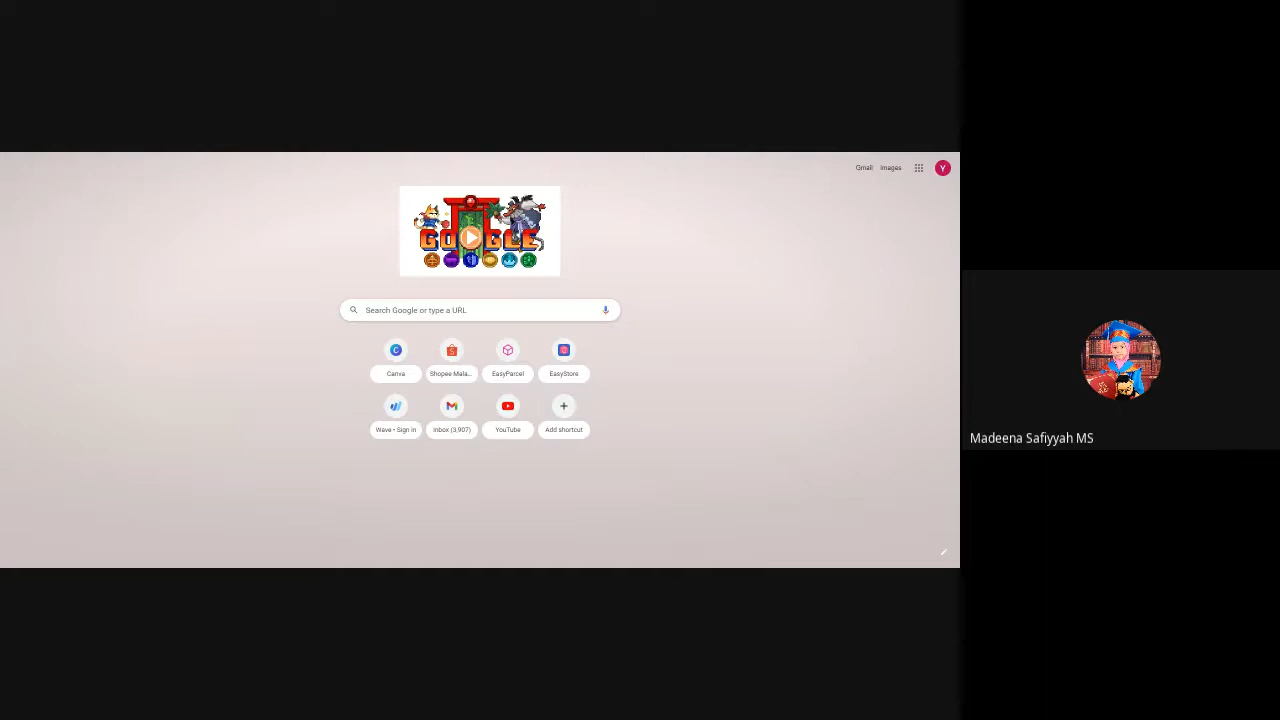 Gmail Images
Y
GOOGLE
Search Google or type a URL
Canva
Shopee Mala...
EasyParcel
EasyStore
Wave • Sign in
Inbox (3,907)
YouTube
Add shortcut
Madeena Safiyyah MS